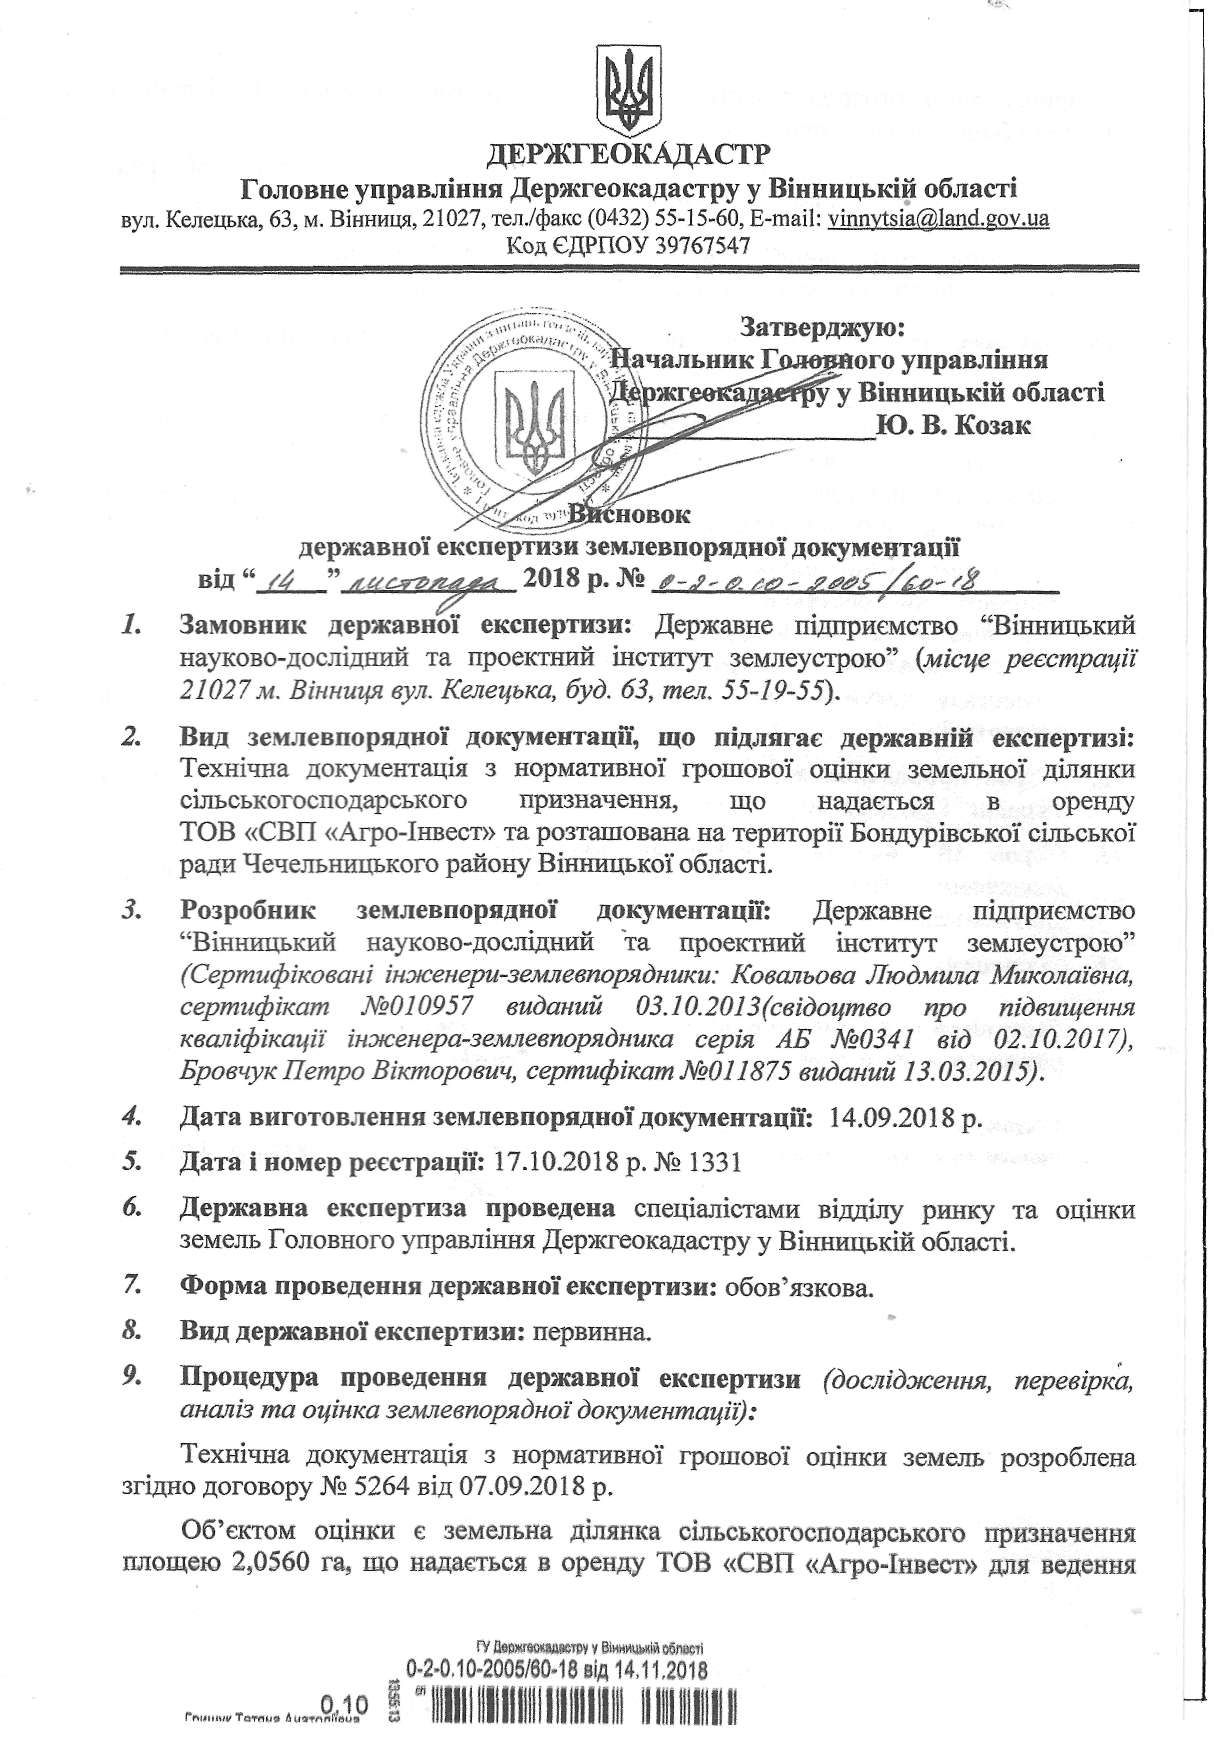 ДЕРЖГЕОКАДАСТР
Головне управління Держгеокадастру у Вінницькій області
вул. Келецька, 63, м. Вінниця, 21027, тел./факс (0432) 55-15-60, E-mail: vinnytsia@land.gov.ua
Код ЄДРПОУ 39767547
Затверджую:
Начальник Головного управління
Держгеокадастру у Вінницькій області
Ю. В. Козак
Висновок
державної експертизи землевпорядної документації
від “14” листопада 2018 р. № 0-2-0.10-2005/60-18
1. Замовник державної експертизи: Державне підприємство “Вінницький
науково-дослідний та проектний інститут землеустрою” (місце реєстрації
21027 м. Вінниця вул. Келецька, буд. 63, тел. 55-19-55).
2. Вид землевпорядної документації, що підлягає державній експертизі:
Технічна документація з нормативної грошової оцінки земельної ділянки
сільськогосподарського призначення, що надається в оренду
ТОВ «СВП «Агро-Інвест» та розташована на території Бондурівської сільської
ради Чечельницького району Вінницької області.
3. Розробник землевпорядної документації: Державне підприємство
“Вінницький науково-дослідний та проектний інститут землеустрою”
(Сертифіковані інженери-землевпорядники: Ковальова Людмила Миколаївна,
сертифікат №010957 виданий 03.10.2013(свідоцтво про підвищення
кваліфікації інженера-землевпорядника серія АБ №0341 від 02.10.2017),
Бровчук Петро Вікторович, сертифікат №011875 виданий 13.03.2015).
4. Дата виготовлення землевпорядної документації: 14.09.2018 р.
5. Дата і номер реєстрації: 17.10.2018 р. № 1331
6. Державна експертиза проведена спеціалістами відділу ринку та оцінки
земель Головного управління Держгеокадастру у Вінницькій області.
7. Форма проведення державної експертизи: обов’язкова.
8. Вид державної експертизи: первинна.
9. Процедура проведення державної експертизи (дослідження, перевірка,
аналіз та оцінка землевпорядної документації):
Технічна документація з нормативної грошової оцінки земель розроблена
згідно договору № 5264 від 07.09.2018 р.
Об’єктом оцінки є земельна ділянка сільськогосподарського призначення
площею 2,0560 га, що надається в оренду ТОВ «СВП «Агро-Інвест» для ведення
ГУ Держгеокадастру у Вінницькій області
0-2-0.10-2005/60-18 від 14.11.2018
0.10
13:55:13